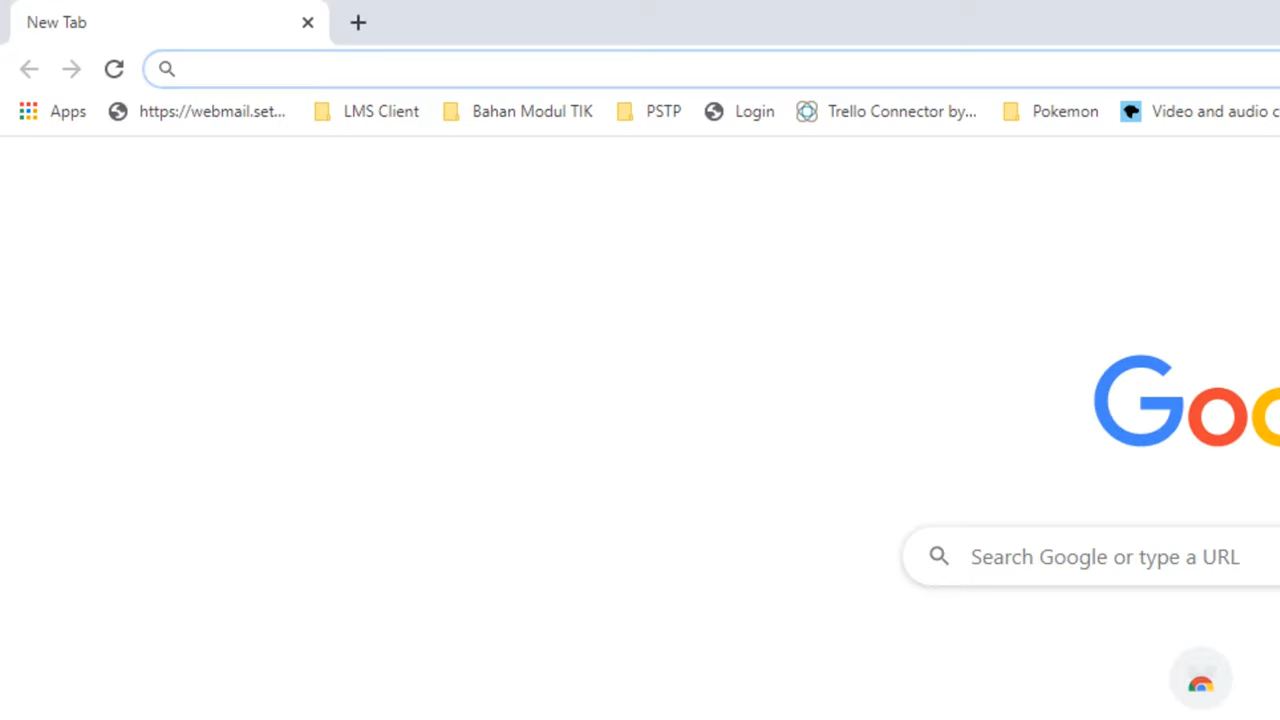 New Tab
Apps https://webmail.set... LMS Client Bahan Modul TIK PSTP Login Trello Connector by... Pokemon Video and audio c
Goo
Search Google or type a URL